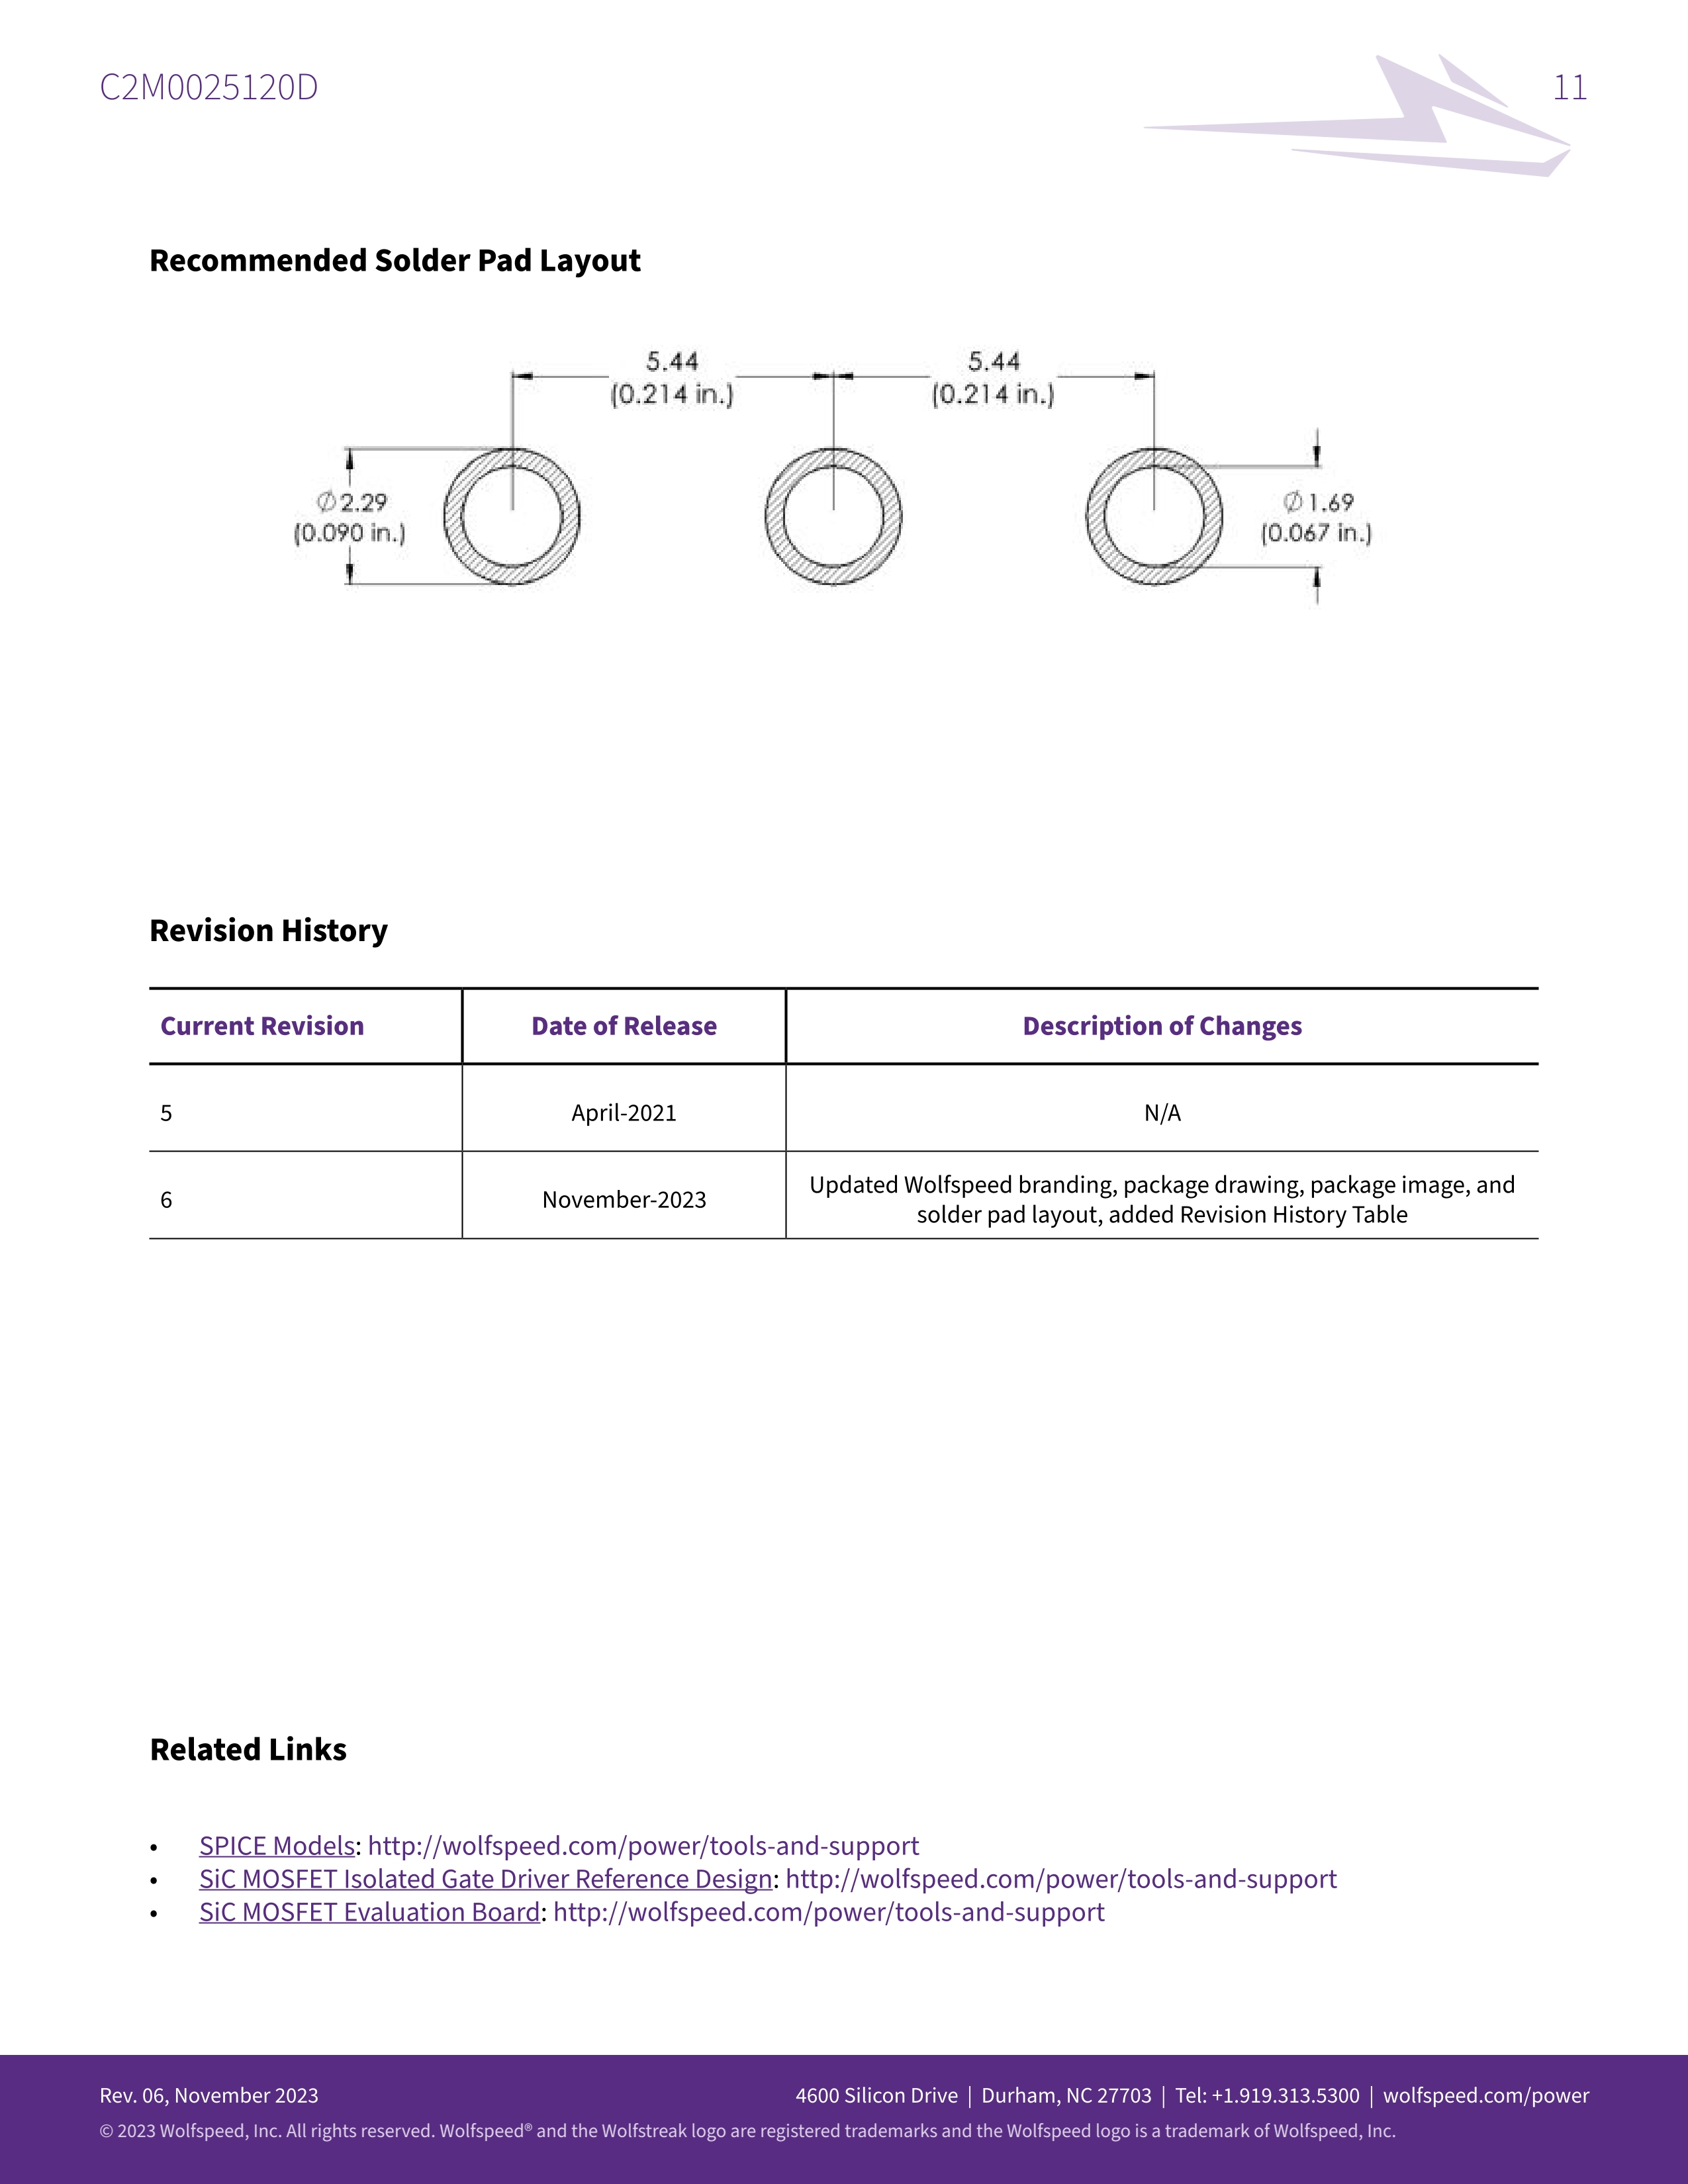 C2M0025120D
11
Recommended Solder Pad Layout
5.44
(0.214 in.)
5.44
(0.214 in.)
∅2.29
(0.090 in.)
∅1.69
(0.067 in.)
Revision History
Current Revision Date of Release Description of Changes
5 April-2021 N/A
6 November-2023 Updated Wolfspeed branding, package drawing, package image, and
solder pad layout, added Revision History Table
Related Links
• SPICE Models: http://wolfspeed.com/power/tools-and-support
• SiC MOSFET Isolated Gate Driver Reference Design: http://wolfspeed.com/power/tools-and-support
• SiC MOSFET Evaluation Board: http://wolfspeed.com/power/tools-and-support
Rev. 06, November 2023 4600 Silicon Drive | Durham, NC 27703 | Tel: +1.919.313.5300 | wolfspeed.com/power
© 2023 Wolfspeed, Inc. All rights reserved. Wolfspeed® and the Wolfstreak logo are registered trademarks and the Wolfspeed logo is a trademark of Wolfspeed, Inc.